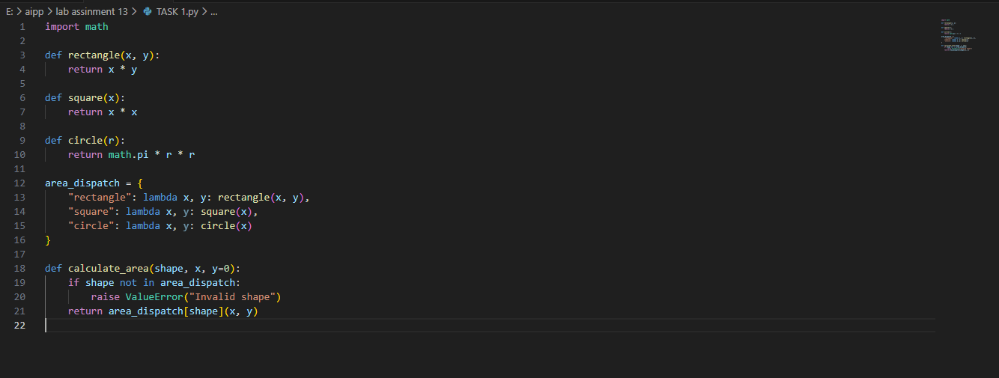 E: > aipp > lab assinment 13 > TASK 1.py > ...
1 import math
2
3 def rectangle(x, y):
4     return x * y
5
6 def square(x):
7     return x * x
8
9 def circle(r):
10     return math.pi * r * r
11
12 area_dispatch = {
13     "rectangle": lambda x, y: rectangle(x, y),
14     "square": lambda x, y: square(x),
15     "circle": lambda x, y: circle(x)
16 }
17
18 def calculate_area(shape, x, y=0):
19     if shape not in area_dispatch:
20         raise ValueError("Invalid shape")
21     return area_dispatch[shape](x, y)
22